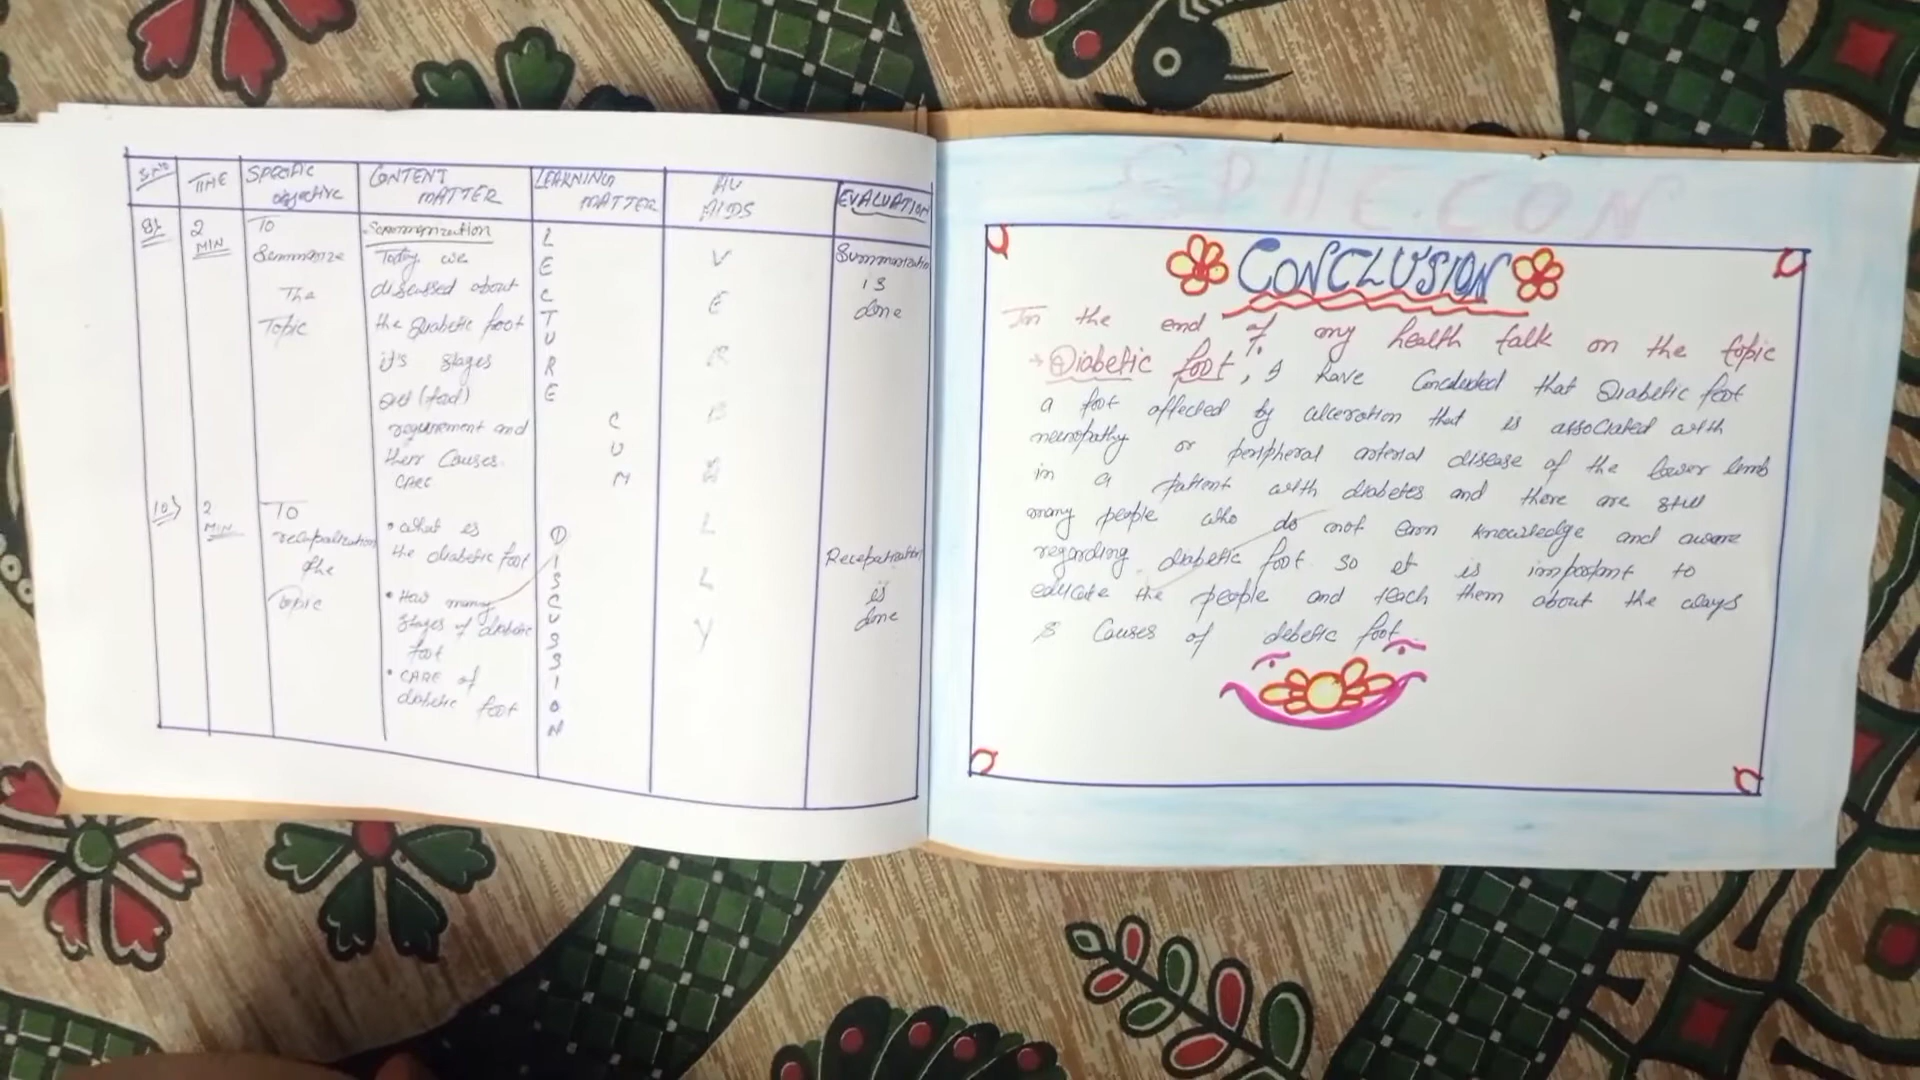 S.NO TIME SPECIFIC objective CONTENT MATTER LEARNING MATTER AV AIDS EVALUATION
9) 2 MIN
To
Summarize
The
Topic
Summarization
Today we
discussed about
the diabetic foot
it's stages
requirement and
their Causes.
CARE
L
E
C
T
U
R
E
C
U
M
V
E
R
B
L
L
Y
Summarization
is
done
10) 2 MIN
TO
recapatization
the
topic
• what is
the diabetic foot
• How many
stages of diabetic
foot
• CARE of
diabetic foot
D
I
S
C
U
S
S
I
O
N
Recapatization
is
done
CONCLUSION
In the end of my health talk on the topic
→ Diabetic foot, I have Concluded that Diabetic foot
a foot affected by ulceration that is associated with
neuropathy or peripheral arterial disease of the lower limb
in a patient with diabetes and there are still
many people who do not earn knowledge and aware
regarding diabetic foot. so it is important to
educate the people and teach them about the ways
& Causes of debetic foot.